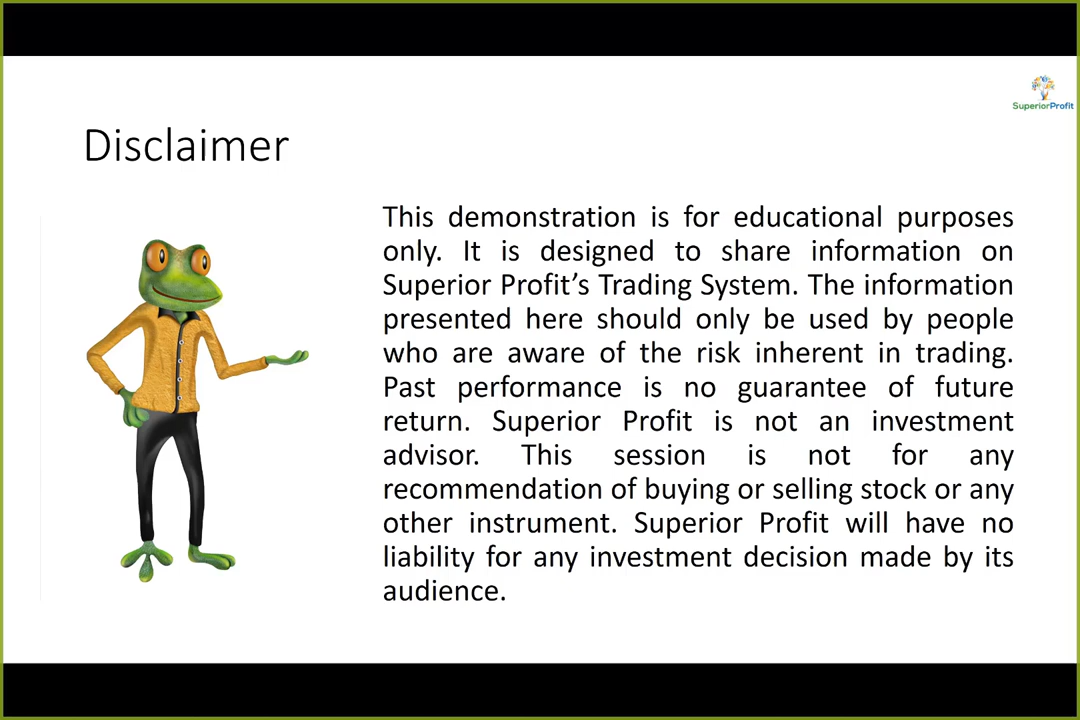 SuperiorProfit
Disclaimer
This demonstration is for educational purposes
only. It is designed to share information on
Superior Profit’s Trading System. The information
presented here should only be used by people
who are aware of the risk inherent in trading.
Past performance is no guarantee of future
return. Superior Profit is not an investment
advisor. This session is not for any
recommendation of buying or selling stock or any
other instrument. Superior Profit will have no
liability for any investment decision made by its
audience.